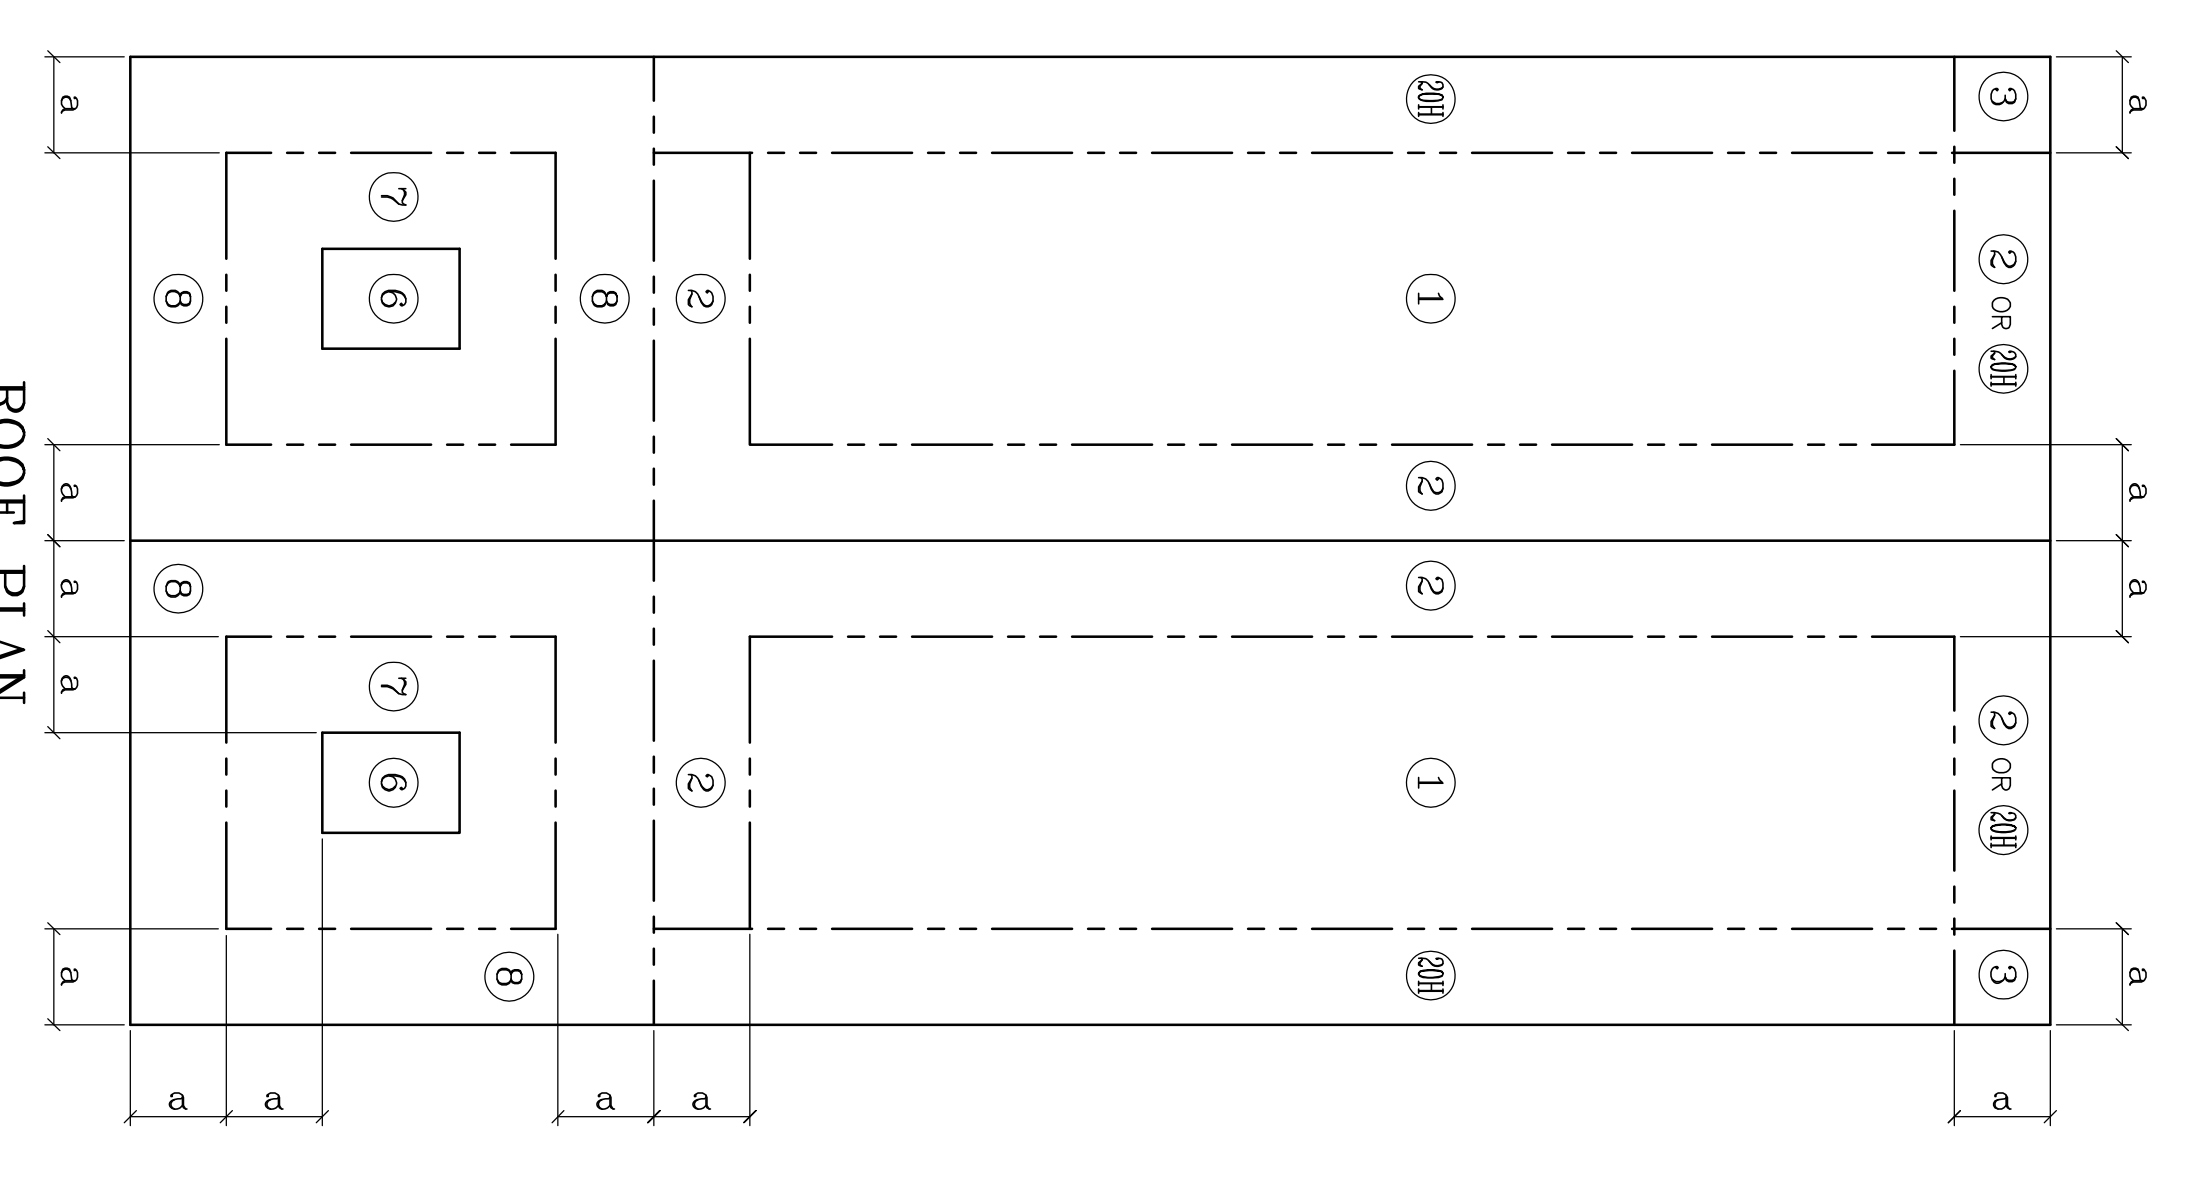 a a a a
3 2 OR 20H 2 OR 20H 3 a
20H 1 2 2 1 20H
2 2 a
8 a
8
7 6 7 6
a
8 8 a
a a a a a
ROOF PLAN